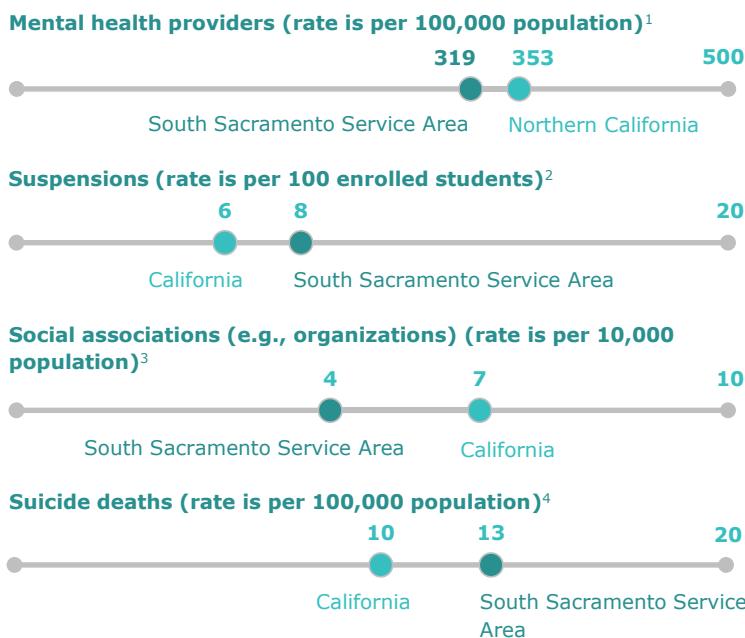 Mental health providers (rate is per 100,000 population)¹
319 353 500
South Sacramento Service Area Northern California
Suspensions (rate is per 100 enrolled students)²
6 8 20
California South Sacramento Service Area
Social associations (e.g., organizations) (rate is per 10,000
population)³
4 7 10
South Sacramento Service Area California
Suicide deaths (rate is per 100,000 population)⁴
10 13 20
California South Sacramento Service
Area